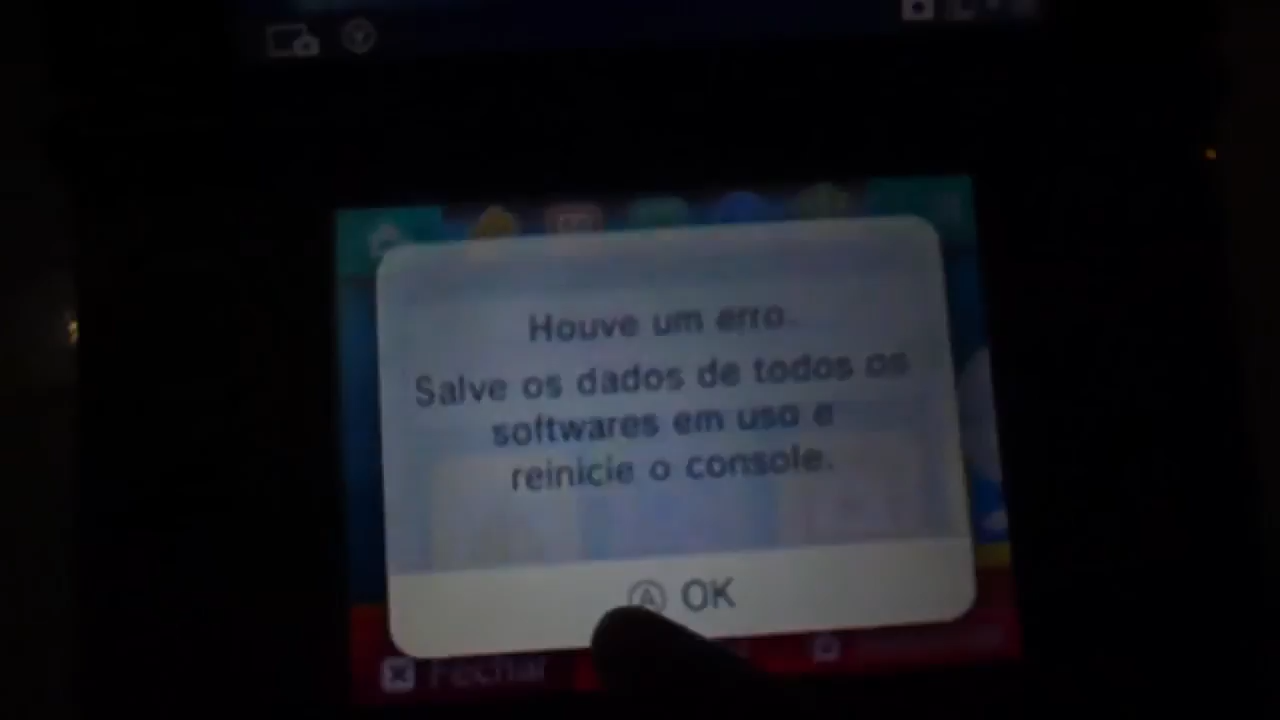 Houve um erro.
Salve os dados de todos os
softwares em uso e
reinicie o console.
Ⓐ OK
Fechar